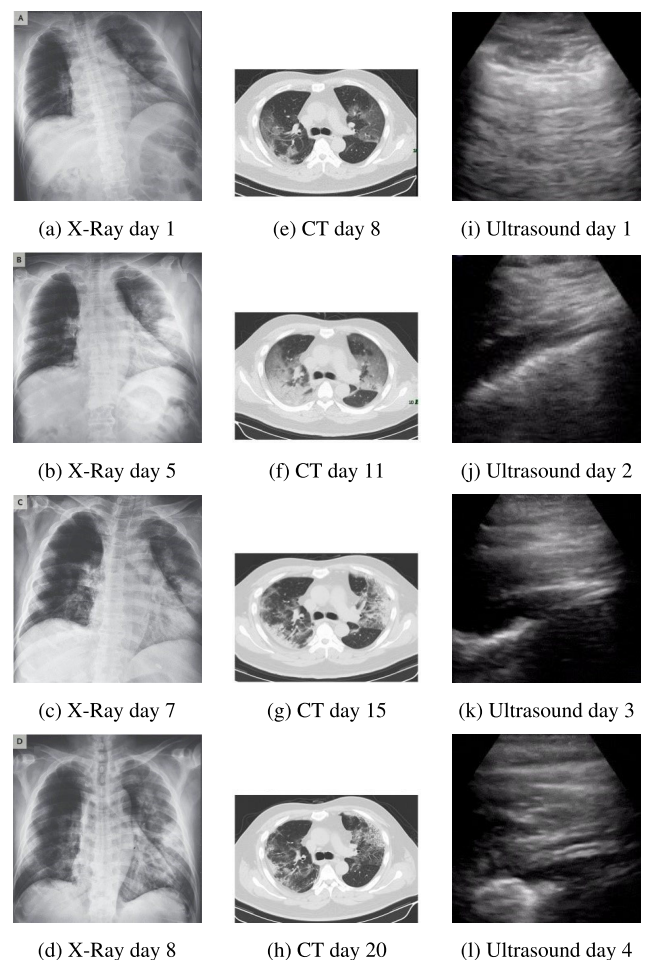 A
(a) X-Ray day 1
(e) CT day 8
(i) Ultrasound day 1
B
(b) X-Ray day 5
(f) CT day 11
(j) Ultrasound day 2
C
(c) X-Ray day 7
(g) CT day 15
(k) Ultrasound day 3
D
(d) X-Ray day 8
(h) CT day 20
(l) Ultrasound day 4